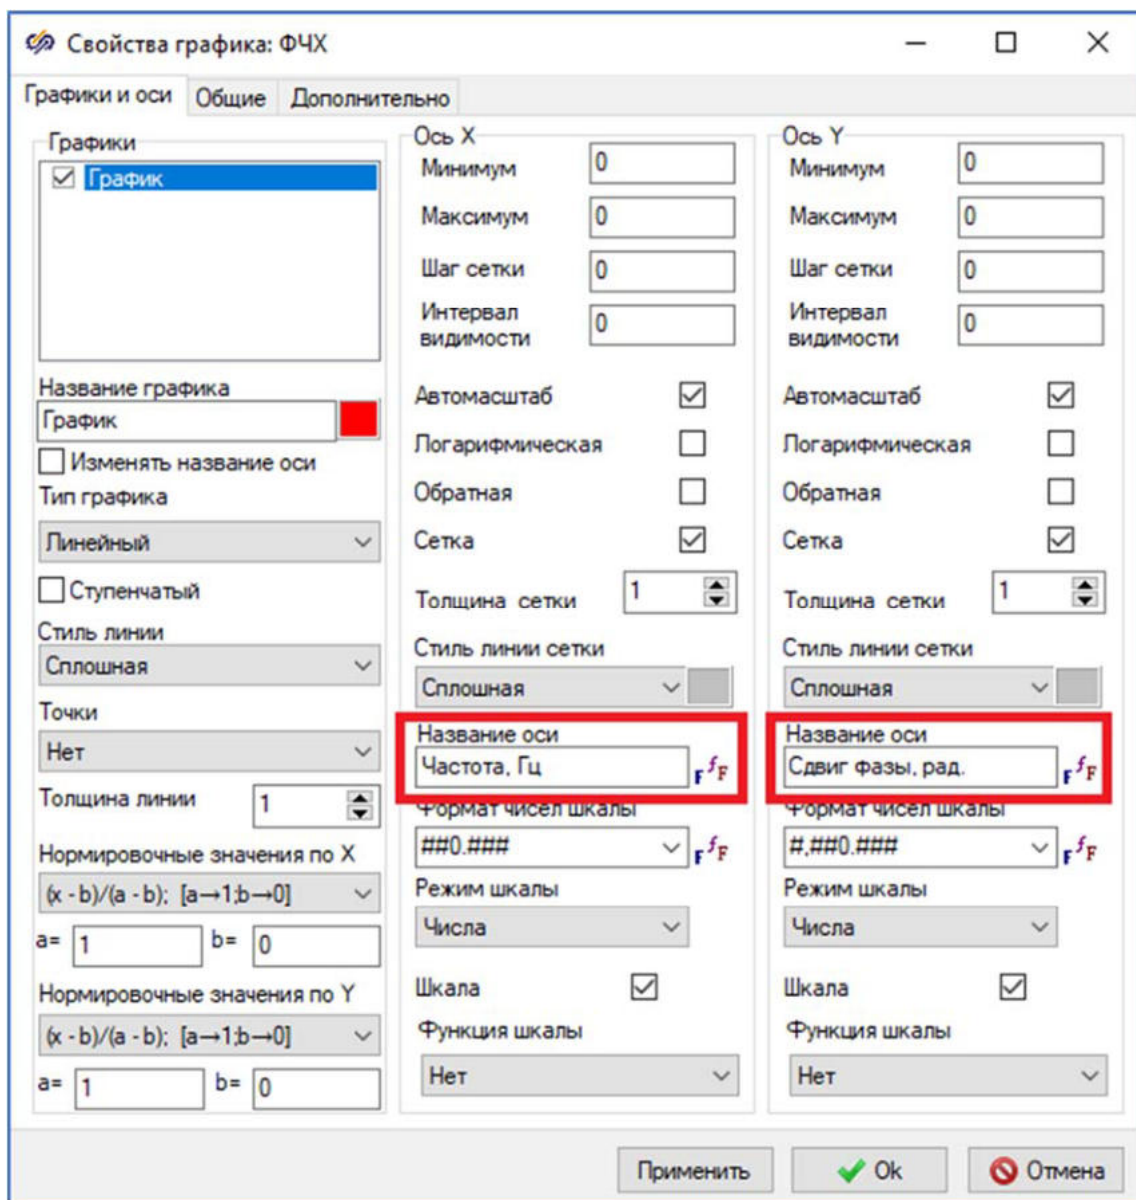 Свойства графика: ФЧХ
Графики и оси Общие Дополнительно
Графики
График
Название графика
График
Изменять название оси
Тип графика
Линейный
Ступенчатый
Стиль линии
Сплошная
Точки
Нет
Толщина линии 1
Нормировочные значения по X
(x - b)/(a - b); [a→1;b→0]
a= 1 b= 0
Нормировочные значения по Y
(x - b)/(a - b); [a→1;b→0]
a= 1 b= 0
Ось X
Минимум 0
Максимум 0
Шаг сетки 0
Интервал
видимости 0
Автомасштаб
Логарифмическая
Обратная
Сетка
Толщина сетки 1
Стиль линии сетки
Сплошная
Название оси
Частота, Гц FfF
Формат чисел шкалы
##0.### FfF
Режим шкалы
Числа
Шкала
Функция шкалы
Нет
Ось Y
Минимум 0
Максимум 0
Шаг сетки 0
Интервал
видимости 0
Автомасштаб
Логарифмическая
Обратная
Сетка
Толщина сетки 1
Стиль линии сетки
Сплошная
Название оси
Сдвиг фазы, рад. FfF
Формат чисел шкалы
#,##0.### FfF
Режим шкалы
Числа
Шкала
Функция шкалы
Нет
Применить Ok Отмена